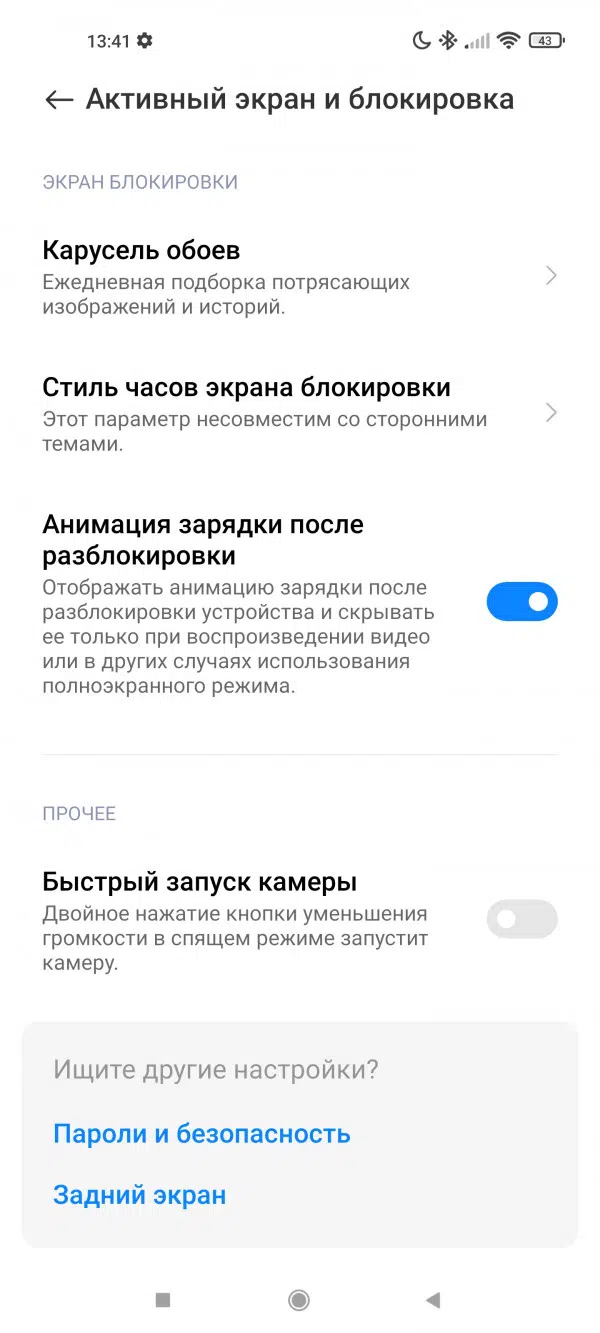 13:41
43
Активный экран и блокировка
ЭКРАН БЛОКИРОВКИ
Карусель обоев
Ежедневная подборка потрясающих
изображений и историй.
Стиль часов экрана блокировки
Этот параметр несовместим со сторонними
темами.
Анимация зарядки после
разблокировки
Отображать анимацию зарядки после
разблокировки устройства и скрывать
ее только при воспроизведении видео
или в других случаях использования
полноэкранного режима.
ПРОЧЕЕ
Быстрый запуск камеры
Двойное нажатие кнопки уменьшения
громкости в спящем режиме запустит
камеру.
Ищите другие настройки?
Пароли и безопасность
Задний экран